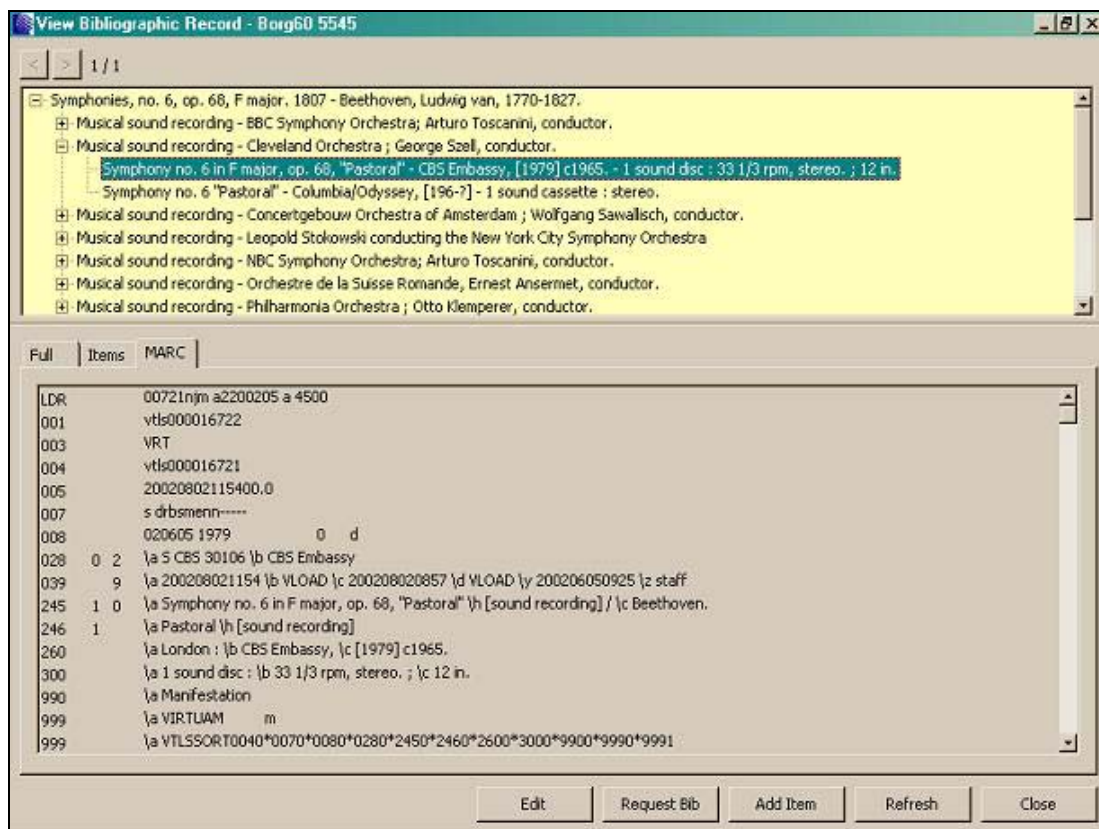 View Bibliographic Record - Borg60 5545
< > 1/1
Symphonies, no. 6, op. 68, F major. 1807 - Beethoven, Ludwig van, 1770-1827.
Musical sound recording - BBC Symphony Orchestra; Arturo Toscanini, conductor.
Musical sound recording - Cleveland Orchestra ; George Szell, conductor.
Symphony no. 6 in F major, op. 68, "Pastoral" - CBS Embassy, [1979] c1965. - 1 sound disc : 33 1/3 rpm, stereo. ; 12 in.
Symphony no. 6 "Pastoral" - Columbia/Odyssey, [196-?] - 1 sound cassette : stereo.
Musical sound recording - Concertgebouw Orchestra of Amsterdam ; Wolfgang Sawallisch, conductor.
Musical sound recording - Leopold Stokowski conducting the New York City Symphony Orchestra
Musical sound recording - NBC Symphony Orchestra; Arturo Toscanini, conductor.
Musical sound recording - Orchestre de la Suisse Romande, Ernest Ansermet, conductor.
Musical sound recording - Philharmonia Orchestra ; Otto Klemperer, conductor.
Full Items MARC
LDR 00721njm a2200205 a 4500
001 vtls000016722
003 VRT
004 vtls000016721
005 20020802115400.0
007 s drbsmenn-----
008 020605 1979 0 d
028 0 2 \a S CBS 30106 \b CBS Embassy
039 9 \a 200208021154 \b VLOAD \c 200208020857 \d VLOAD \y 200206050925 \z staff
245 1 0 \a Symphony no. 6 in F major, op. 68, "Pastoral" \h [sound recording] / \c Beethoven.
246 1 \a Pastoral \h [sound recording]
260 \a London : \b CBS Embassy, \c [1979] c1965.
300 \a 1 sound disc : \b 33 1/3 rpm, stereo. ; \c 12 in.
990 \a Manifestation
999 \a VIRTUAM m
999 \a VTLSSORT0040*0070*0080*0280*2450*2460*2600*3000*9900*9990*9991
Edit Request Bib Add Item Refresh Close